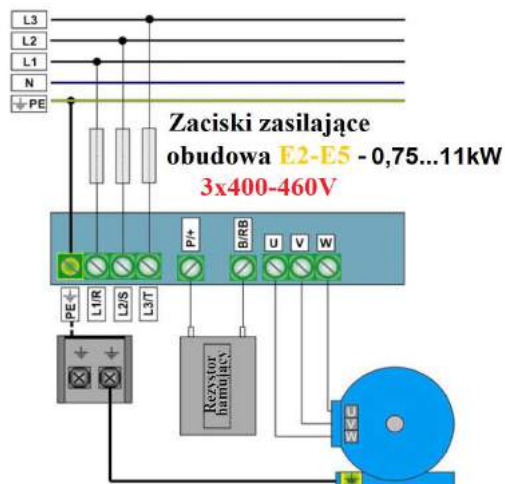 L3
L2
L1
N
PE
Zaciski zasilające
obudowa E2-E5 - 0,75...11kW
3x400-460V
P/+
B/RB
U
V
W
PE
L1/R
L2/S
L3/T
Rezystor
hamujący
U
V
W